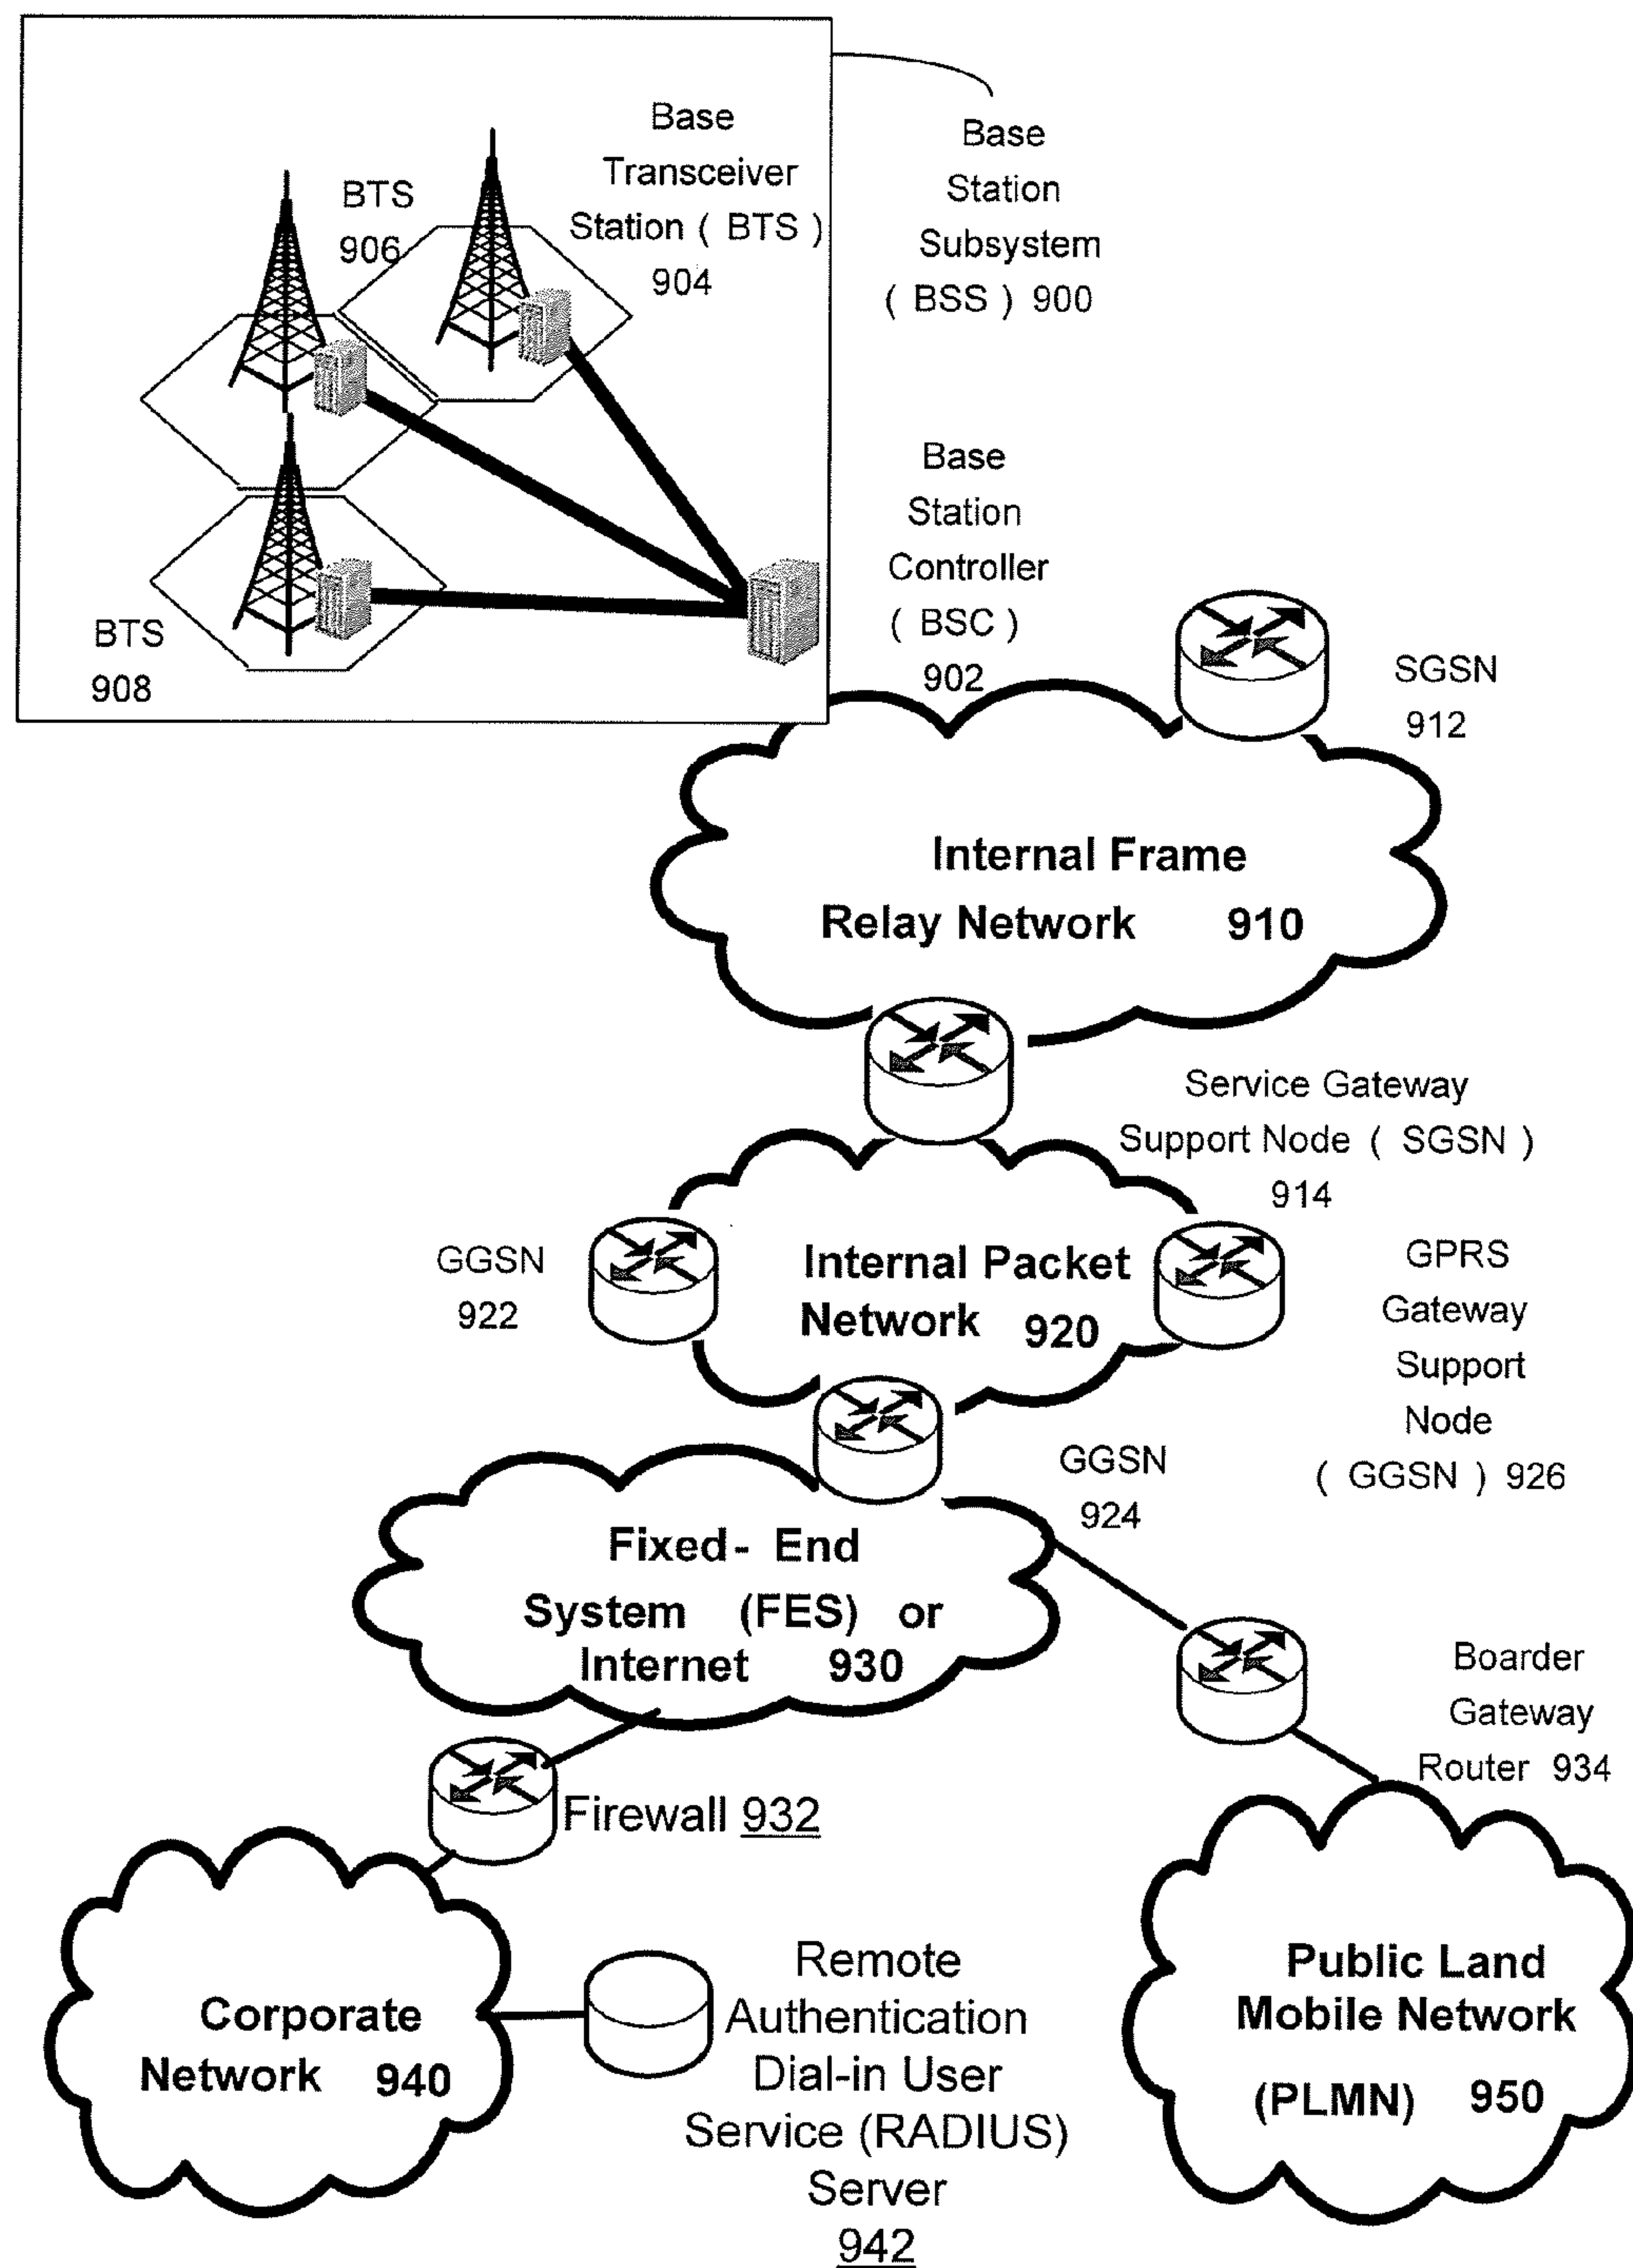 Base
Transceiver
Station ( BTS )
904
BTS
906
Base
Station
Subsystem
( BSS ) 900
Base
Station
Controller
( BSC )
902
BTS
908
SGSN
912
Internal Frame
Relay Network 910
Service Gateway
Support Node ( SGSN )
914
GGSN
922
Internal Packet
Network 920
GPRS
Gateway
Support
Node
( GGSN ) 926
GGSN
924
Fixed- End
System (FES) or
Internet 930
Boarder
Gateway
Router 934
Firewall 932
Corporate
Network 940
Remote
Authentication
Dial-in User
Service (RADIUS)
Server
942
Public Land
Mobile Network
(PLMN) 950